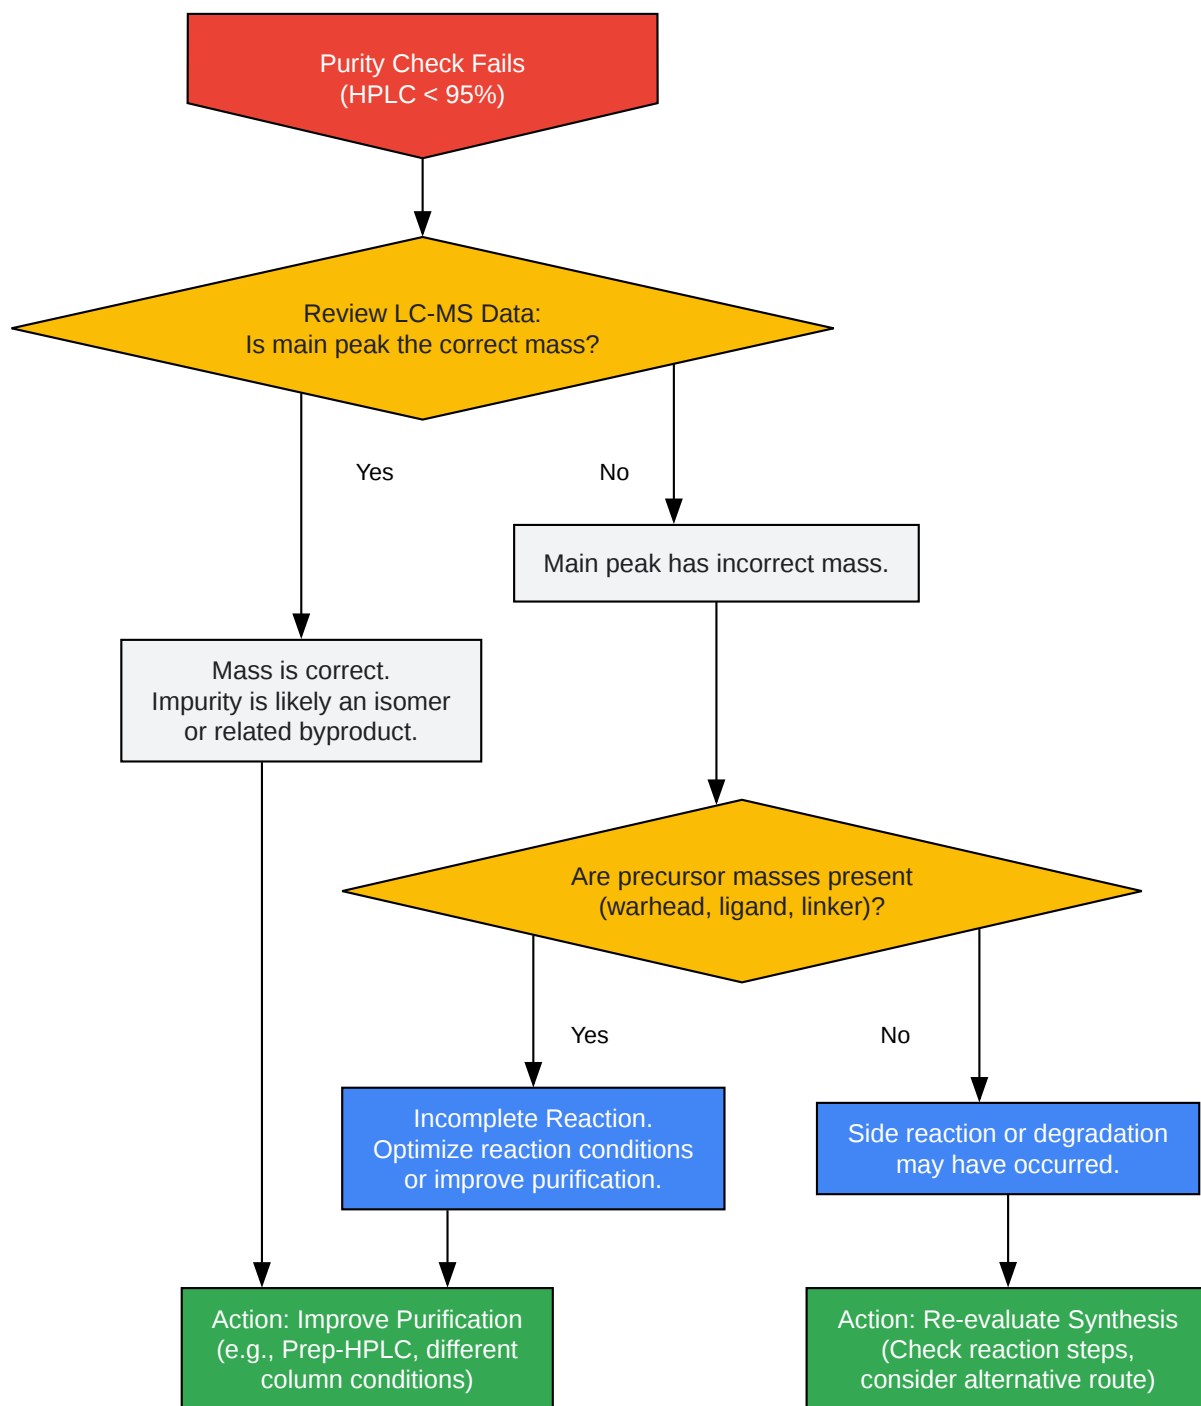 Purity Check Fails
(HPLC < 95%)
Review LC-MS Data:
Is main peak the correct mass?
Yes
No
Main peak has incorrect mass.
Mass is correct.
Impurity is likely an isomer
or related byproduct.
Are precursor masses present
(warhead, ligand, linker)?
Yes
No
Incomplete Reaction.
Optimize reaction conditions
or improve purification.
Side reaction or degradation
may have occurred.
Action: Improve Purification
(e.g., Prep-HPLC, different
column conditions)
Action: Re-evaluate Synthesis
(Check reaction steps,
consider alternative route)